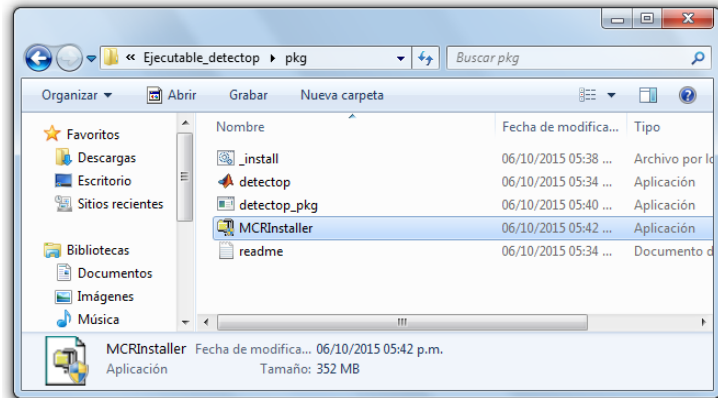 « Ejecutable_detectop ▸ pkg
Buscar pkg
Organizar Abrir Grabar Nueva carpeta
Favoritos
Descargas
Escritorio
Sitios recientes
Bibliotecas
Documentos
Imágenes
Música
Nombre Fecha de modifica... Tipo
_install 06/10/2015 05:38 ... Archivo por lo
detectop 06/10/2015 05:34 ... Aplicación
detectop_pkg 06/10/2015 05:40 ... Aplicación
MCRInstaller 06/10/2015 05:42 ... Aplicación
readme 06/10/2015 05:34 ... Documento d
MCRInstaller Fecha de modifica... 06/10/2015 05:42 p.m.
Aplicación Tamaño: 352 MB